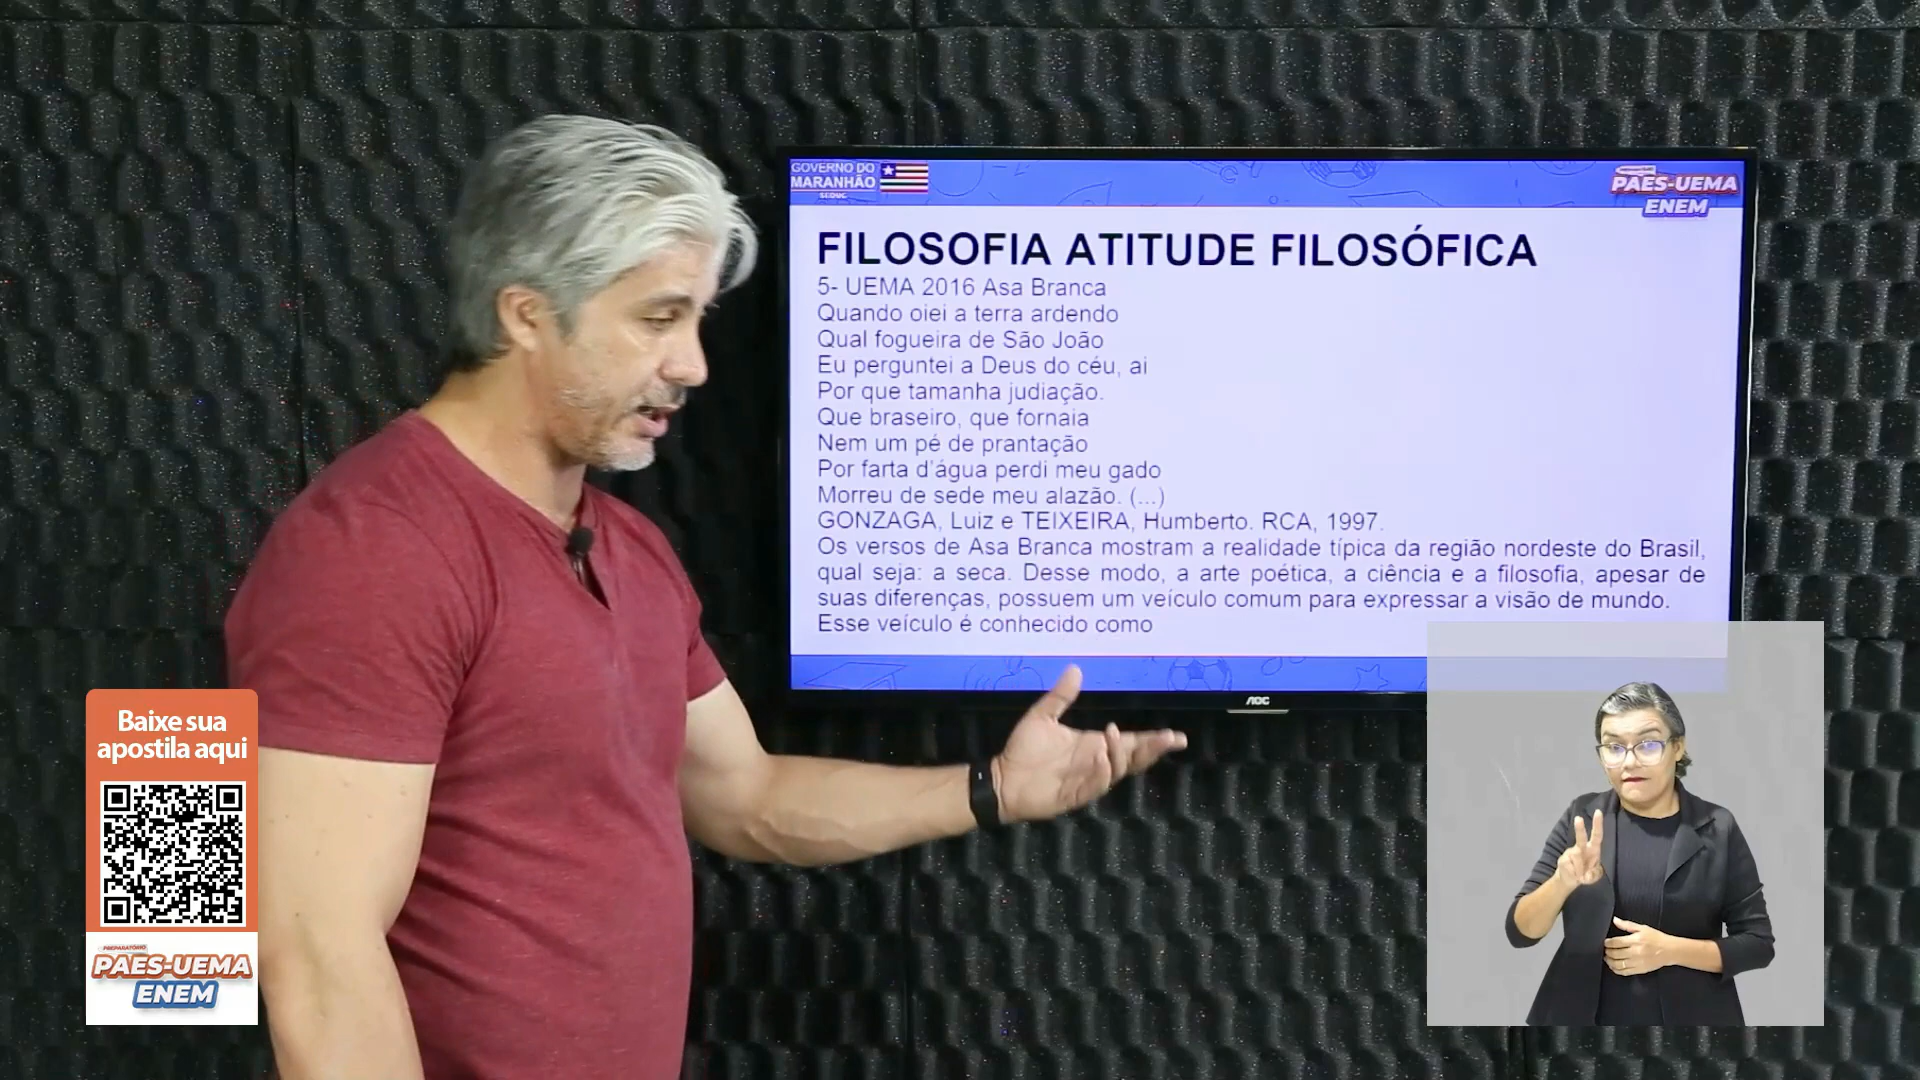 GOVERNO DO
MARANHÃO
SEDUC
PAES-UEMA
ENEM
FILOSOFIA ATITUDE FILOSÓFICA
5- UEMA 2016 Asa Branca
Quando oiei a terra ardendo
Qual fogueira de São João
Eu perguntei a Deus do céu, ai
Por que tamanha judiação.
Que braseiro, que fornaia
Nem um pé de prantação
Por farta d'água perdi meu gado
Morreu de sede meu alazão. (...)
GONZAGA, Luiz e TEIXEIRA, Humberto. RCA, 1997.
Os versos de Asa Branca mostram a realidade típica da região nordeste do Brasil,
qual seja: a seca. Desse modo, a arte poética, a ciência e a filosofia, apesar de
suas diferenças, possuem um veículo comum para expressar a visão de mundo.
Esse veículo é conhecido como
AOC
Baixe sua
apostila aqui
PREPARATÓRIO
PAES-UEMA
ENEM